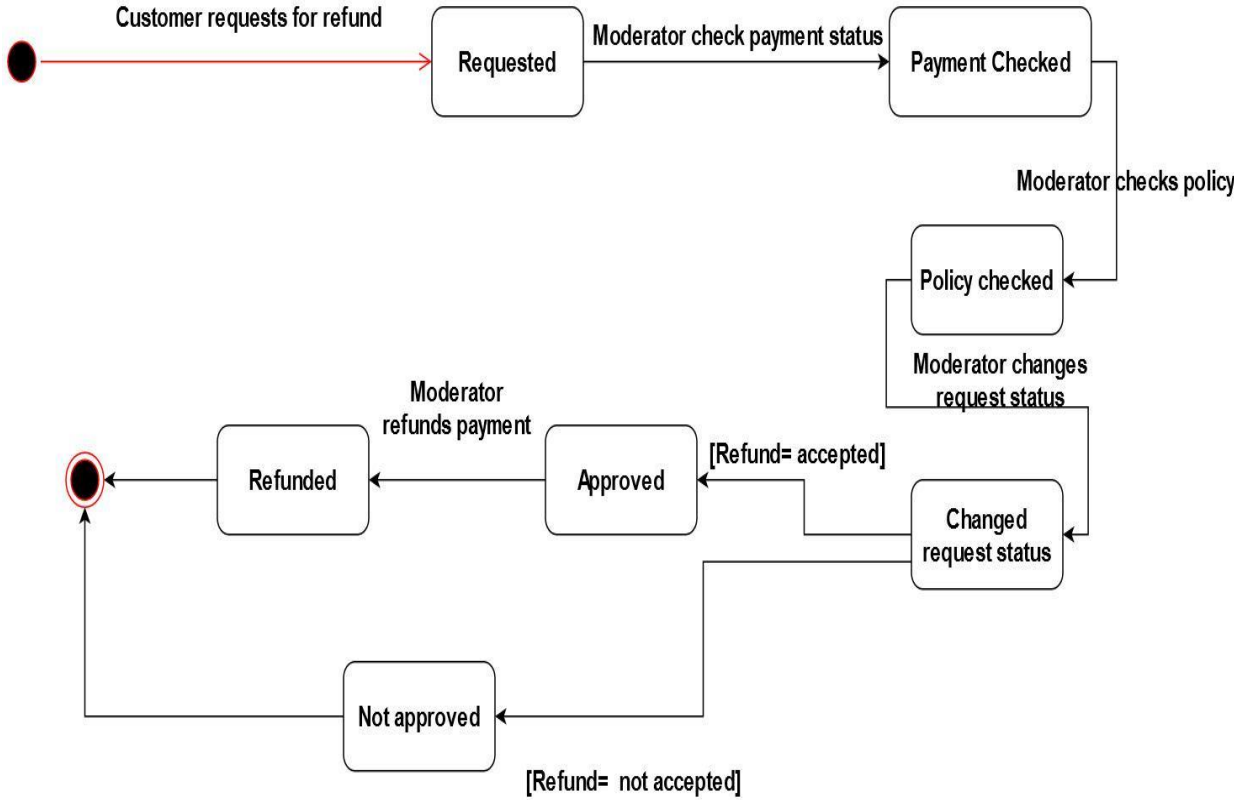 Customer requests for refund
Requested
Moderator check payment status
Payment Checked
Moderator checks policy
Policy checked
Moderator changes
request status
Changed
request status
[Refund= accepted]
Approved
Moderator
refunds payment
Refunded
Not approved
[Refund=  not accepted]